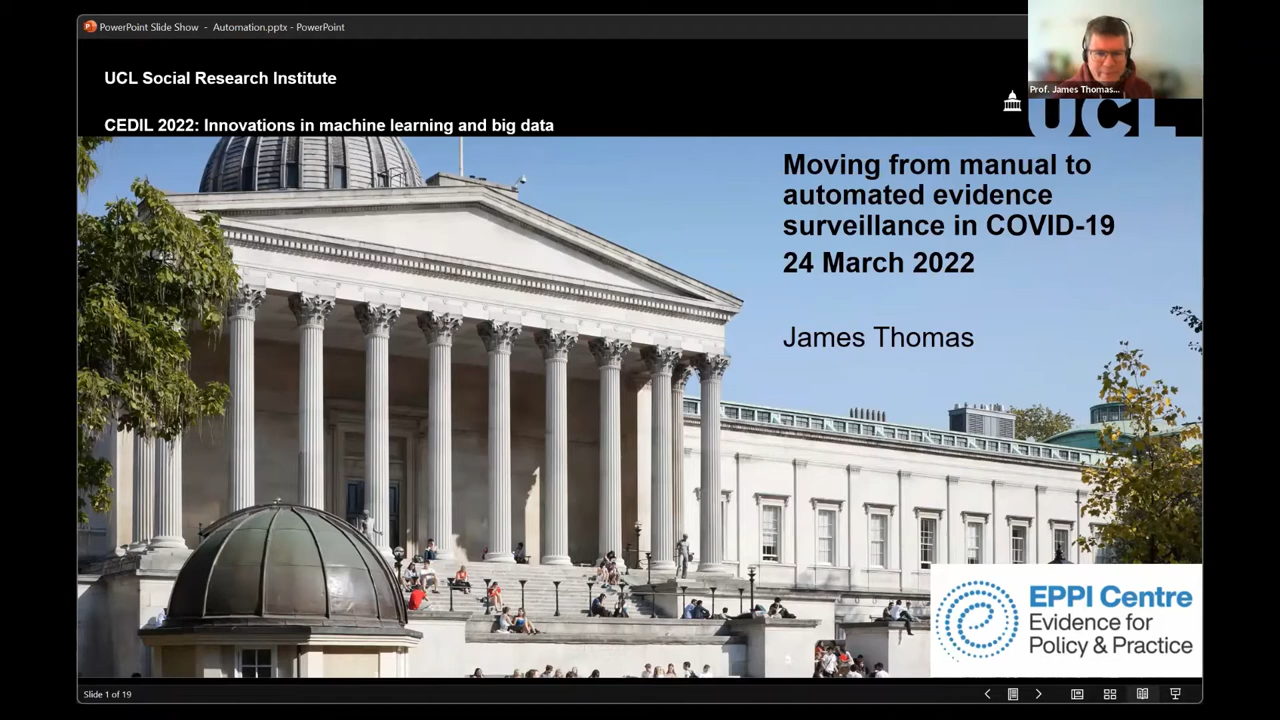 PowerPoint Slide Show - Automation.pptx - PowerPoint
UCL Social Research Institute
Prof. James Thomas...
CEDIL 2022: Innovations in machine learning and big data
UCL
Moving from manual to
automated evidence
surveillance in COVID-19
24 March 2022
James Thomas
EPPI Centre
Evidence for
Policy & Practice
Slide 1 of 19